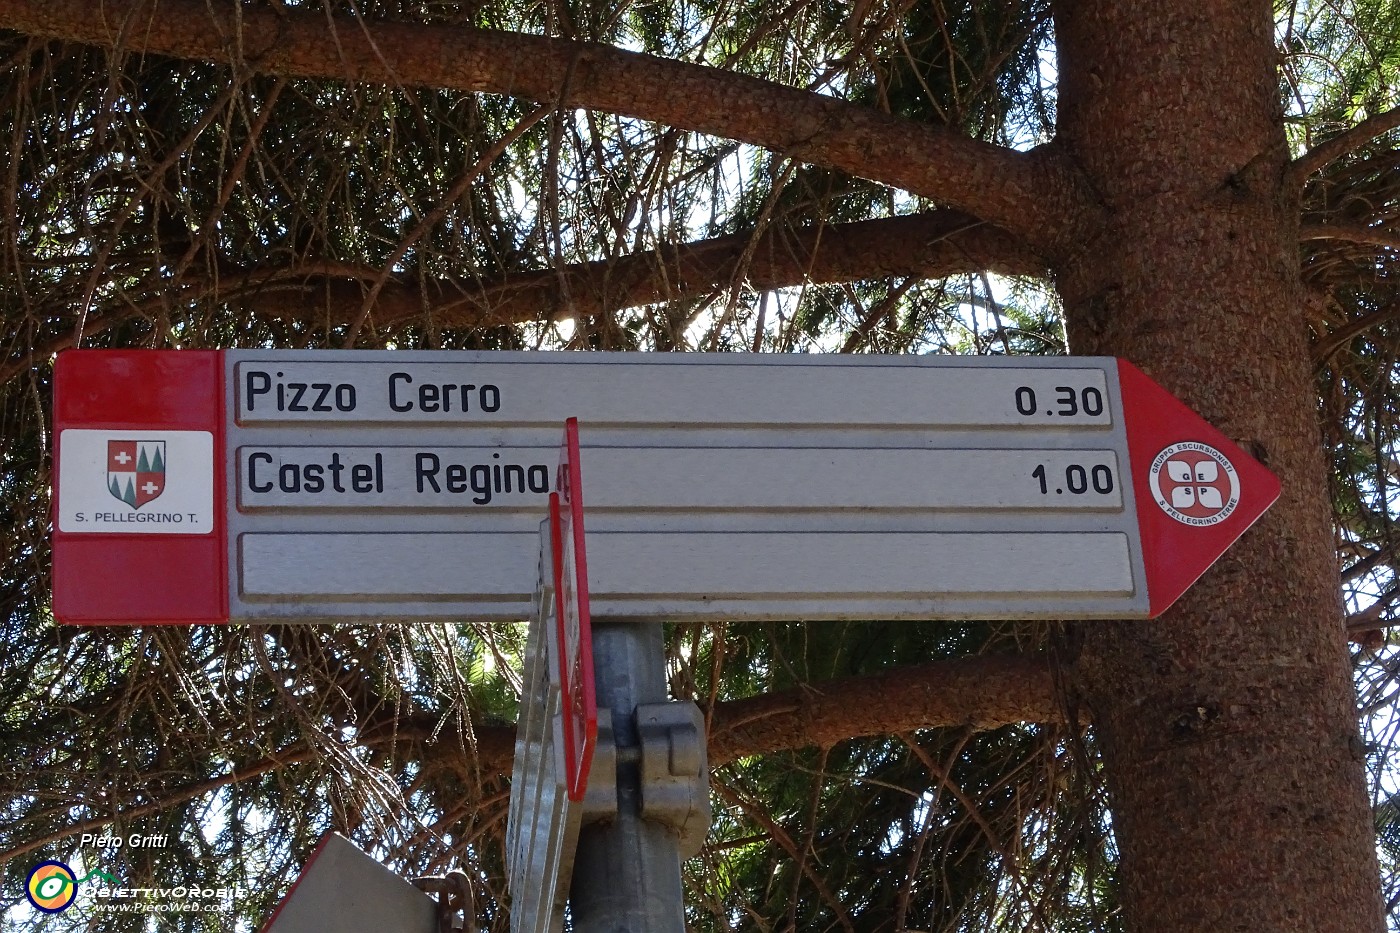 Pizzo Cerro 0.30
Castel Regina 1.00
S. PELLEGRINO T.
GRUPPO ESCURSIONISTI
G E
S P
S. PELLEGRINO TERME
Piero Gritti
OBIETTIVOROBIE
www.PieroWeb.com